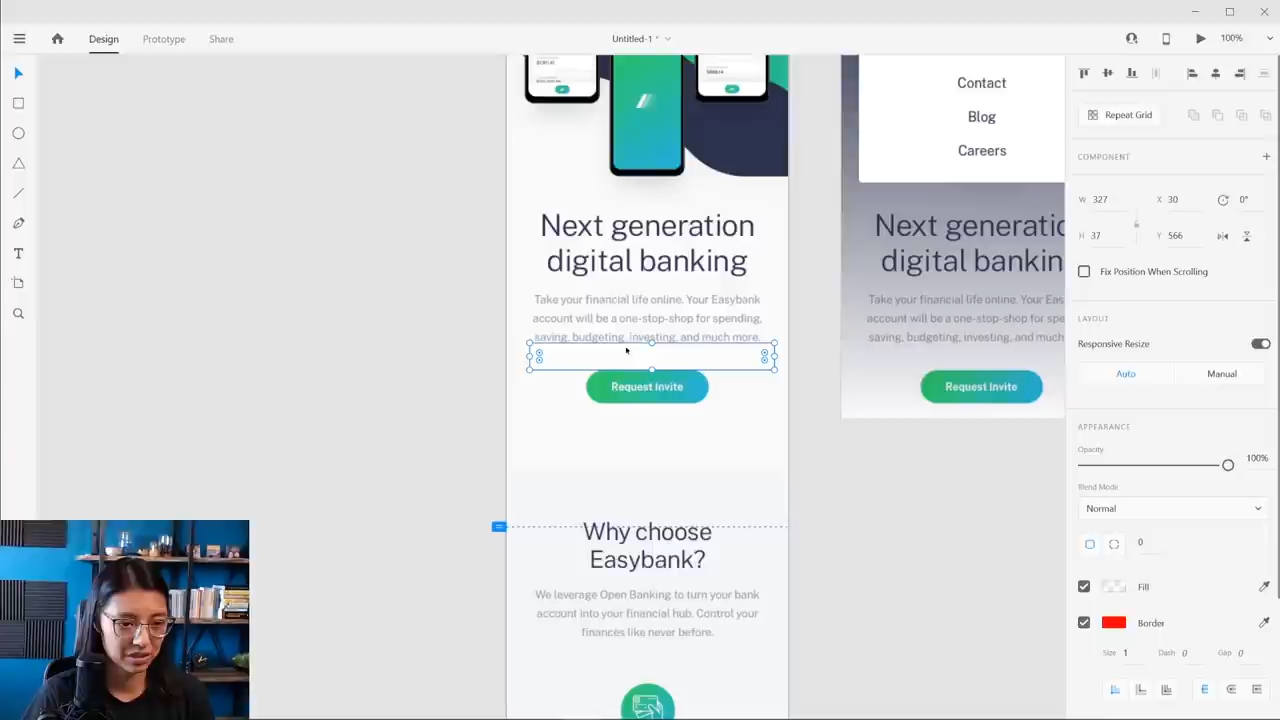 Design
Prototype
Share
Untitled-1 *
100%
Contact
Blog
Careers
Repeat Grid
COMPONENT
W 327
X 30
0°
H 37
Y 566
Fix Position When Scrolling
LAYOUT
Responsive Resize
Auto
Manual
APPEARANCE
Opacity
100%
Blend Mode
Normal
0
Fill
Border
Size 1
Dash 0
Gap 0
Next generation
digital banking
Take your financial life online. Your Easybank
account will be a one-stop-shop for spending,
saving, budgeting, investing, and much more.
Request Invite
Next generation
digital bankin
Take your financial life online. Your Eas
account will be a one-stop-shop for spe
saving, budgeting, investing, and much
Request Invite
Why choose
Easybank?
We leverage Open Banking to turn your bank
account into your financial hub. Control your
finances like never before.